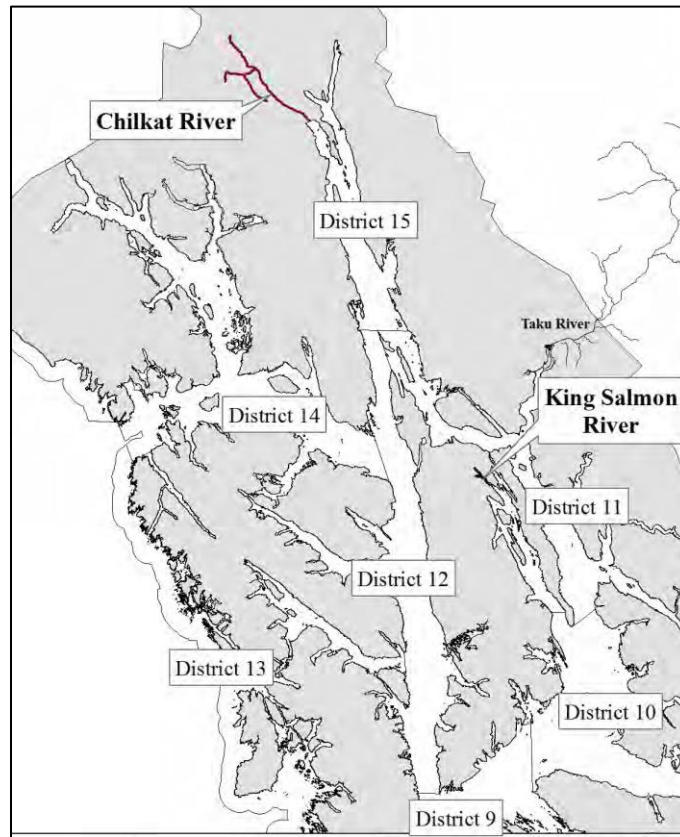 Chilkat River
District 15
Taku River
King Salmon
River
District 14
District 11
District 12
District 13
District 10
District 9